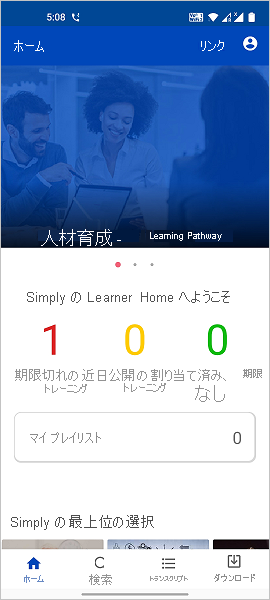 5:08
ホーム リンク
人材育成 - Learning Pathway
Simply の Learner Home へようこそ
1 0 0
期限切れの 近日公開の 割り当て済み、 期限
トレーニング トレーニング なし
マイ プレイリスト 0
Simply の最上位の選択
ホーム 検索 トランスクリプト ダウンロード